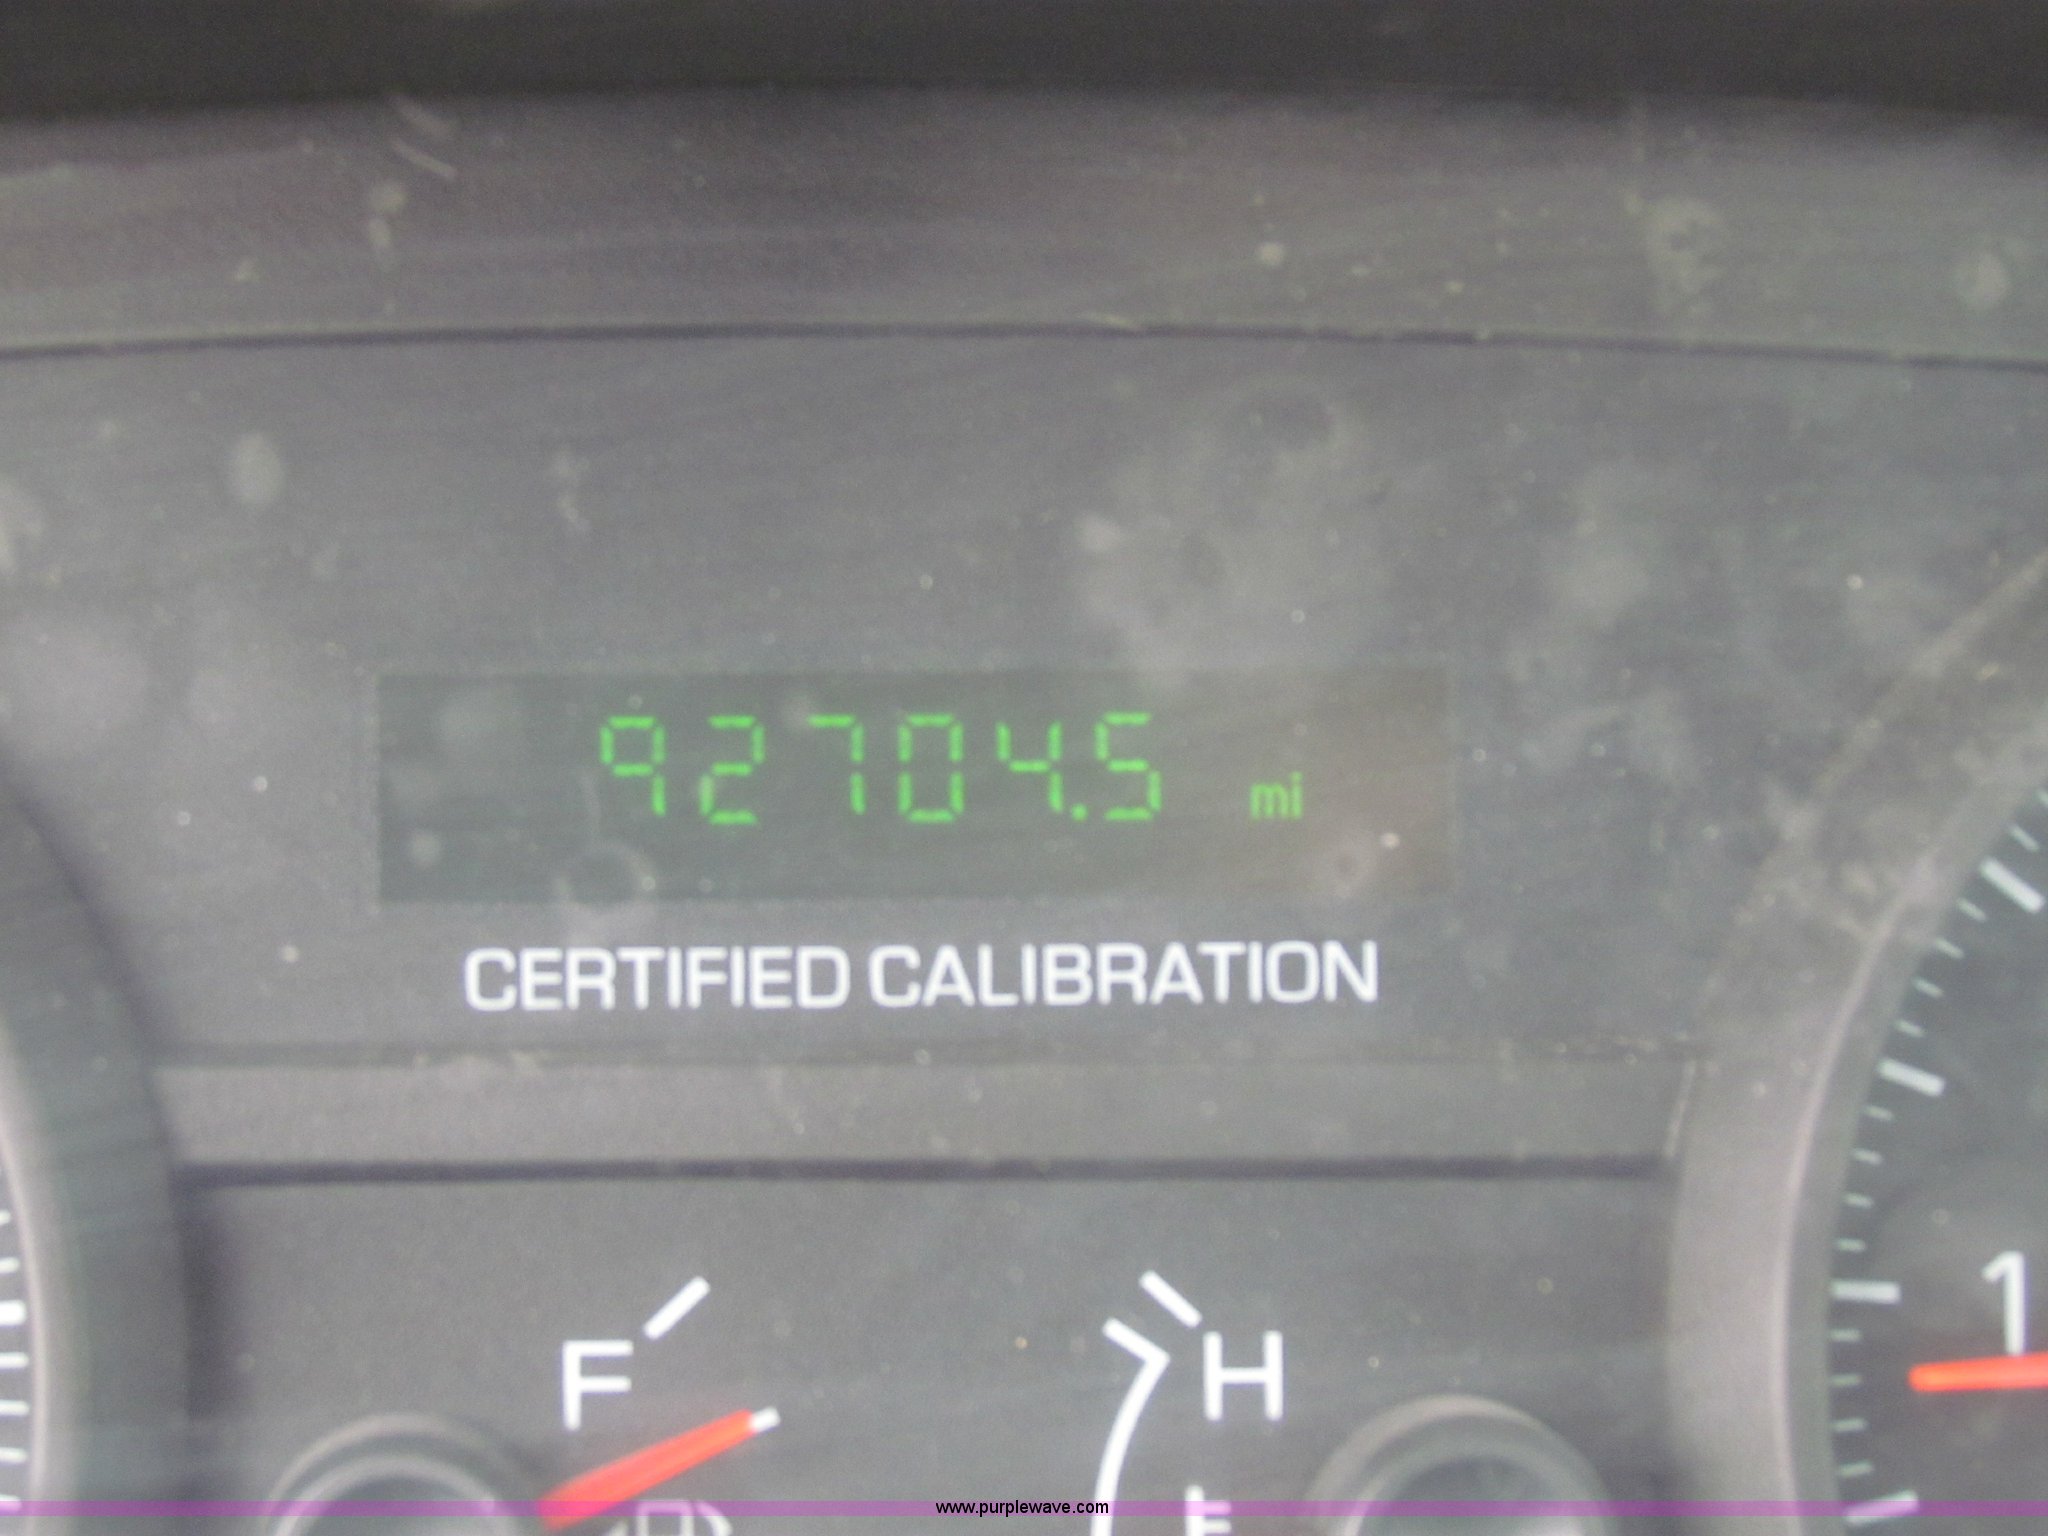 92704.5 mi
CERTIFIED CALIBRATION
F
H
1
www.purplewave.com